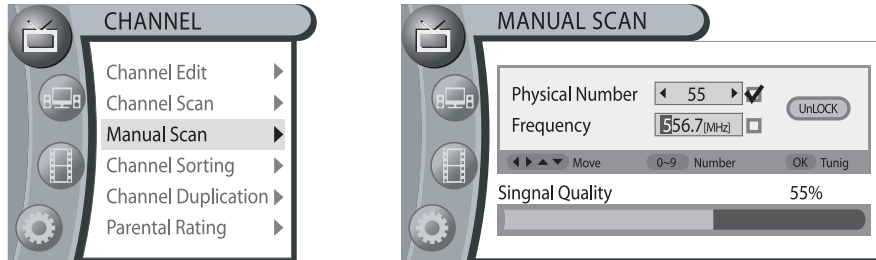 CHANNEL
Channel Edit
Channel Scan
Manual Scan
Channel Sorting
Channel Duplication
Parental Rating
MANUAL SCAN
Physical Number 55
UnLOCK
Frequency 556.7[MHz]
Move 0~9 Number OK Tunig
Singnal Quality 55%